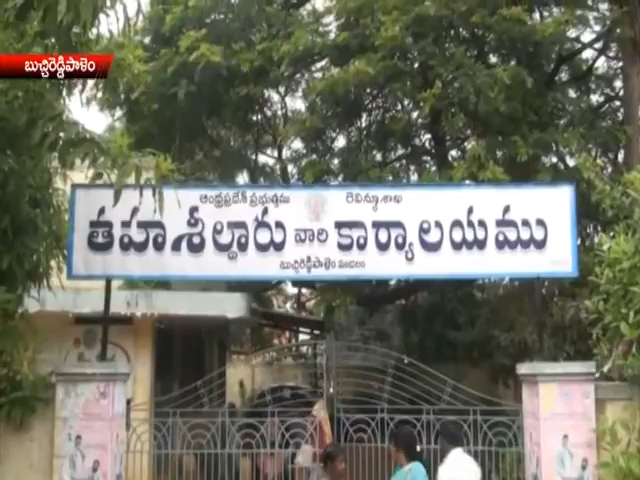 బుచ్చిరెడ్డిపాళెం
ఆంధ్రప్రదేశ్ ప్రభుత్వము రెవిన్యూశాఖ
తహశీల్దారు వారి కార్యాలయము
బుచ్చిరెడ్డిపాళెం మండలం